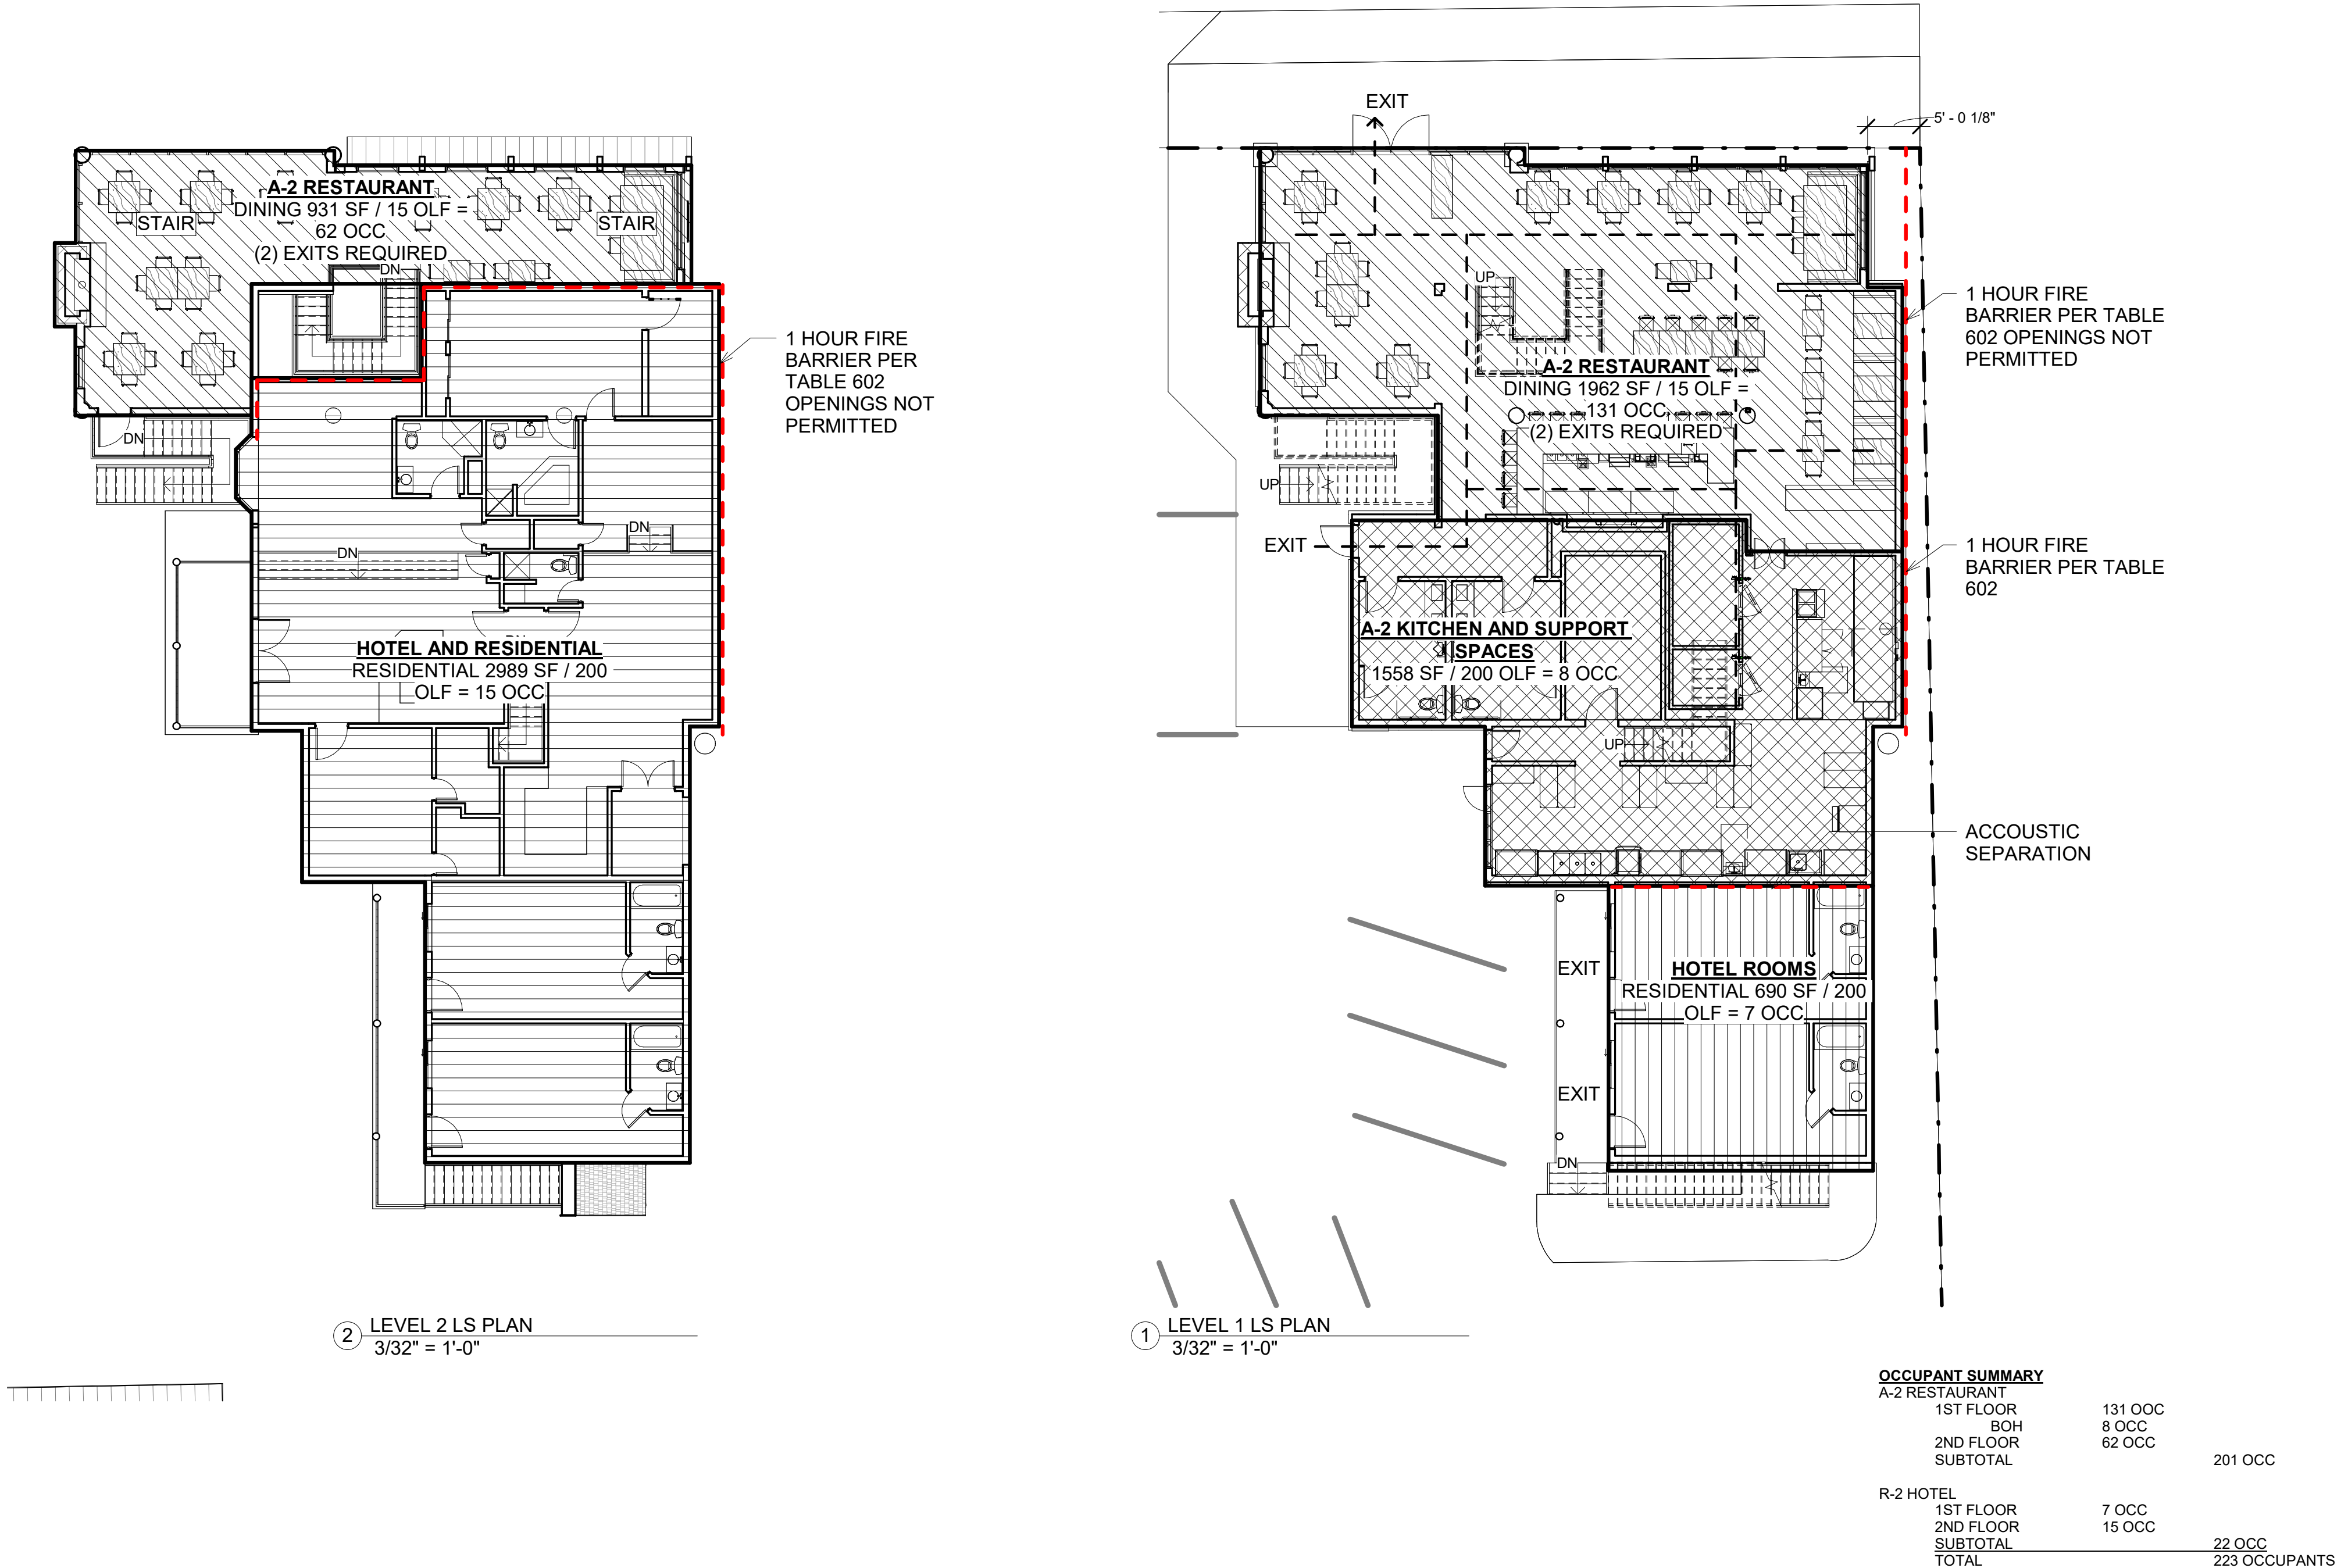 A-2 RESTAURANT
DINING 931 SF / 15 OLF =
62 OCC
(2) EXITS REQUIRED
STAIR
STAIR
DN
DN
1 HOUR FIRE
BARRIER PER
TABLE 602
OPENINGS NOT
PERMITTED
DN
DN
HOTEL AND RESIDENTIAL
RESIDENTIAL 2989 SF / 200
OLF = 15 OCC
2
LEVEL 2 LS PLAN
3/32" = 1'-0"
EXIT
5' - 0 1/8"
UP
A-2 RESTAURANT
DINING 1962 SF / 15 OLF =
131 OCC
(2) EXITS REQUIRED
1 HOUR FIRE
BARRIER PER TABLE
602 OPENINGS NOT
PERMITTED
UP
EXIT
1 HOUR FIRE
BARRIER PER TABLE
602
A-2 KITCHEN AND SUPPORT
SPACES
1558 SF / 200 OLF = 8 OCC
UP
ACCOUSTIC
SEPARATION
EXIT
HOTEL ROOMS
RESIDENTIAL 690 SF / 200
OLF = 7 OCC
EXIT
DN
1
LEVEL 1 LS PLAN
3/32" = 1'-0"
OCCUPANT SUMMARY
A-2 RESTAURANT
1ST FLOOR 131 OOC
BOH 8 OCC
2ND FLOOR 62 OCC
SUBTOTAL 201 OCC
R-2 HOTEL
1ST FLOOR 7 OCC
2ND FLOOR 15 OCC
SUBTOTAL 22 OCC
TOTAL 223 OCCUPANTS